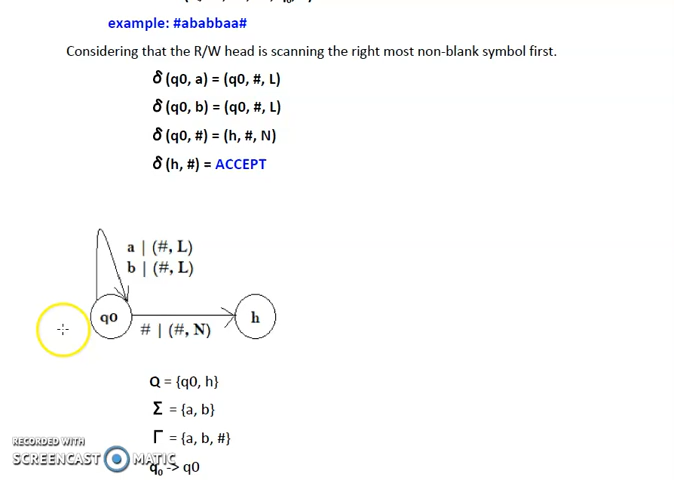 example: #ababbaa#
Considering that the R/W head is scanning the right most non-blank symbol first.
δ (q0, a) = (q0, #, L)
δ (q0, b) = (q0, #, L)
δ (q0, #) = (h, #, N)
δ (h, #) = ACCEPT
a | (#, L)
b | (#, L)
q0
h
# | (#, N)
Q = {q0, h}
Σ = {a, b}
Γ = {a, b, #}
q₀ -> q0
RECORDED WITH
SCREENCAST MATIC